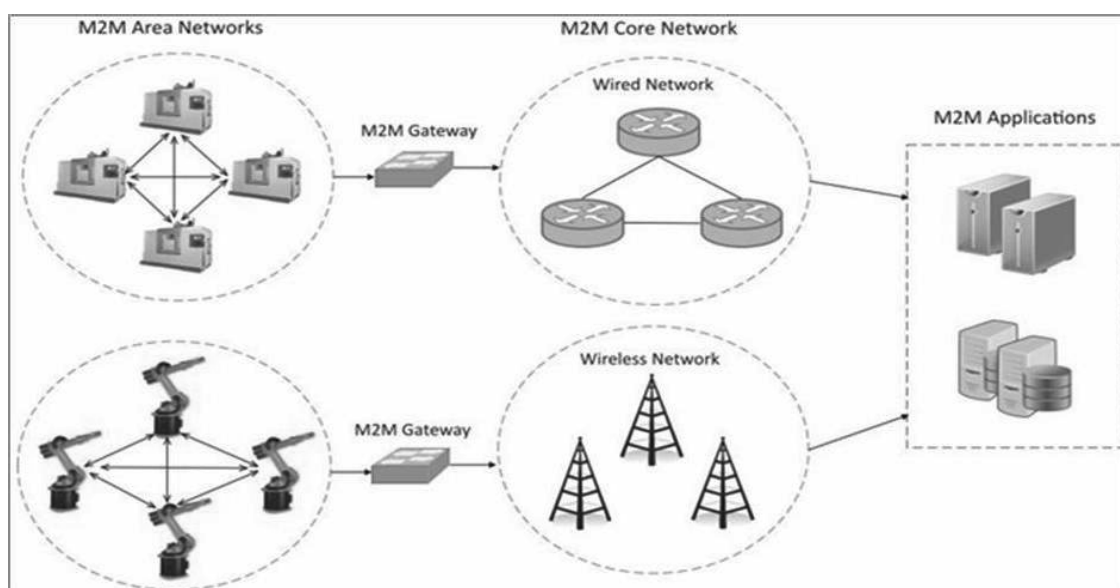 M2M Area Networks
M2M Core Network
Wired Network
M2M Gateway
M2M Applications
Wireless Network
M2M Gateway